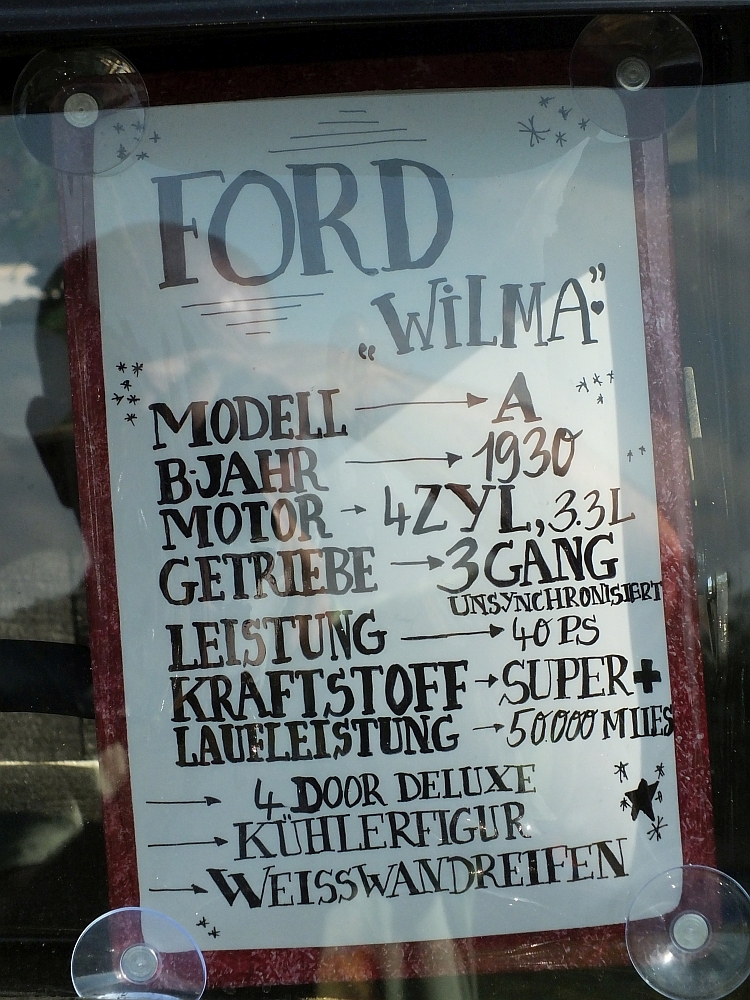 FORD
„WiLMA"
MODELL → A
B·JAHR → 1930
MOTOR → 4ZYL, 3.3L
GETRIEBE → 3GANG
UNSYNCHRONISIERT
LEISTUNG → 40 PS
KRAFTSTOFF → SUPER+
LAUFLEISTUNG → 50000 MILES
→ 4 DOOR DELUXE
→ KÜHLERFIGUR
→ WEISSWANDREIFEN